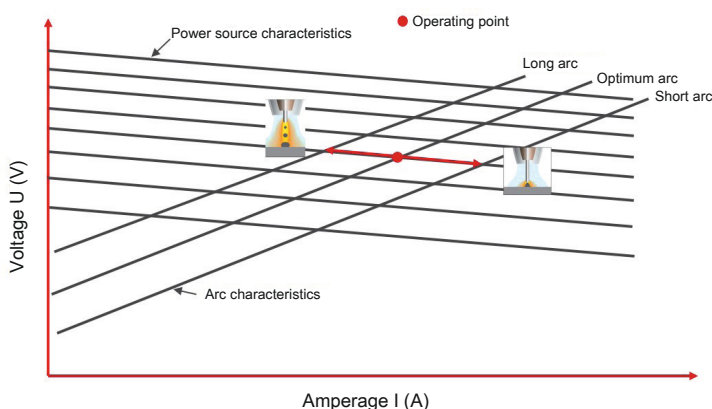 Operating point
Power source characteristics
Long arc
Optimum arc
Short arc
Voltage U (V)
Arc characteristics
Amperage I (A)